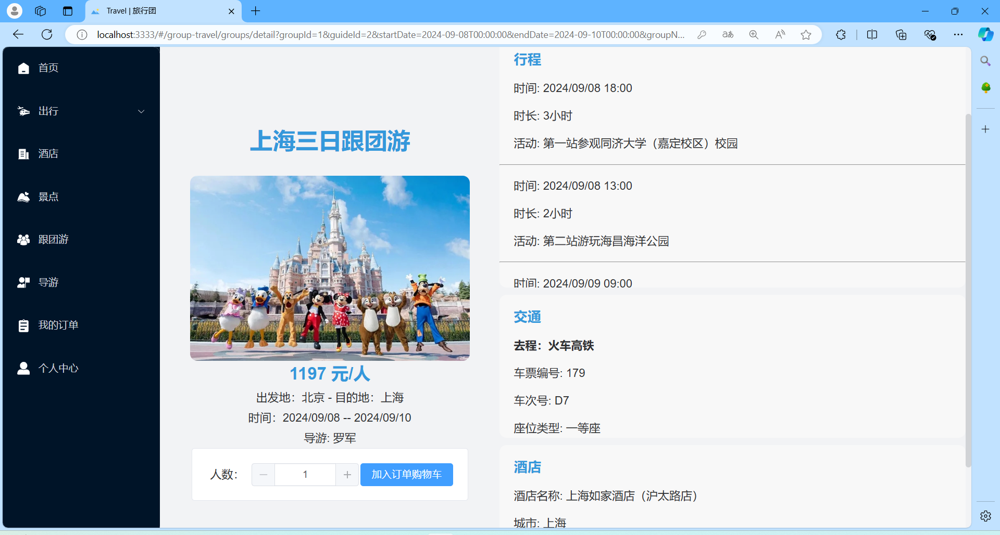 Travel | 旅行团
localhost:3333/#/group-travel/groups/detail?groupId=1&guideId=2&startDate=2024-09-08T00:00:00&endDate=2024-09-10T00:00:00&groupN...
首页
出行
酒店
景点
跟团游
导游
我的订单
个人中心
上海三日跟团游
1197 元/人
出发地：北京 - 目的地：上海
时间：2024/09/08 -- 2024/09/10
导游: 罗军
人数：
1
加入订单购物车
行程
时间: 2024/09/08 18:00
时长: 3小时
活动: 第一站参观同济大学（嘉定校区）校园
时间: 2024/09/08 13:00
时长: 2小时
活动: 第二站游玩海昌海洋公园
时间: 2024/09/09 09:00
交通
去程：火车高铁
车票编号: 179
车次号: D7
座位类型: 一等座
酒店
酒店名称: 上海如家酒店（沪太路店）
城市: 上海